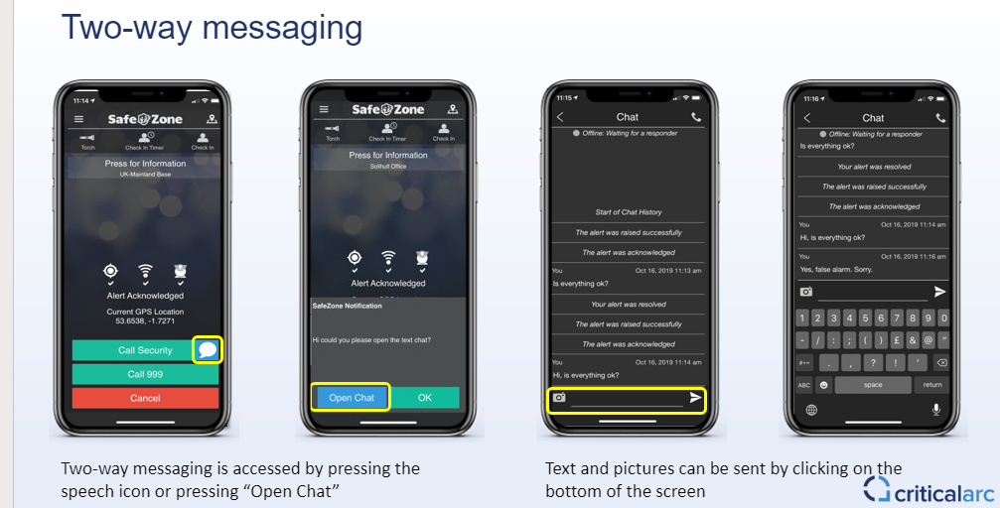 Two-way messaging
11:14
SafeZone
Torch
Check In Timer
Check In
Press for Information
UK-Mainland Base
Alert Acknowledged
Current GPS Location
53.6538, -1.7271
Call Security
Call 999
Cancel
SafeZone
Torch
Check In Timer
Check In
Press for Information
Solihull Office
Alert Acknowledged
SafeZone Notification
Hi could you please open the text chat?
Open Chat
OK
11:15
Chat
Offline: Waiting for a responder
Start of Chat History
The alert was raised successfully
The alert was acknowledged
You Oct 16, 2019 11:13 am
Is everything ok?
Your alert was resolved
The alert was raised successfully
The alert was acknowledged
You Oct 16, 2019 11:14 am
Hi, is everything ok?
11:16
Chat
Offline: Waiting for a responder
Is everything ok?
Your alert was resolved
The alert was raised successfully
The alert was acknowledged
You Oct 16, 2019 11:14 am
Hi, is everything ok?
You Oct 16, 2019 11:16 am
Yes, false alarm. Sorry.
1 2 3 4 5 6 7 8 9 0
- / : ; ( ) £ & @ "
#+= . , ? ! '
ABC space return
Two-way messaging is accessed by pressing the
speech icon or pressing “Open Chat”
Text and pictures can be sent by clicking on the
bottom of the screen
criticalarc